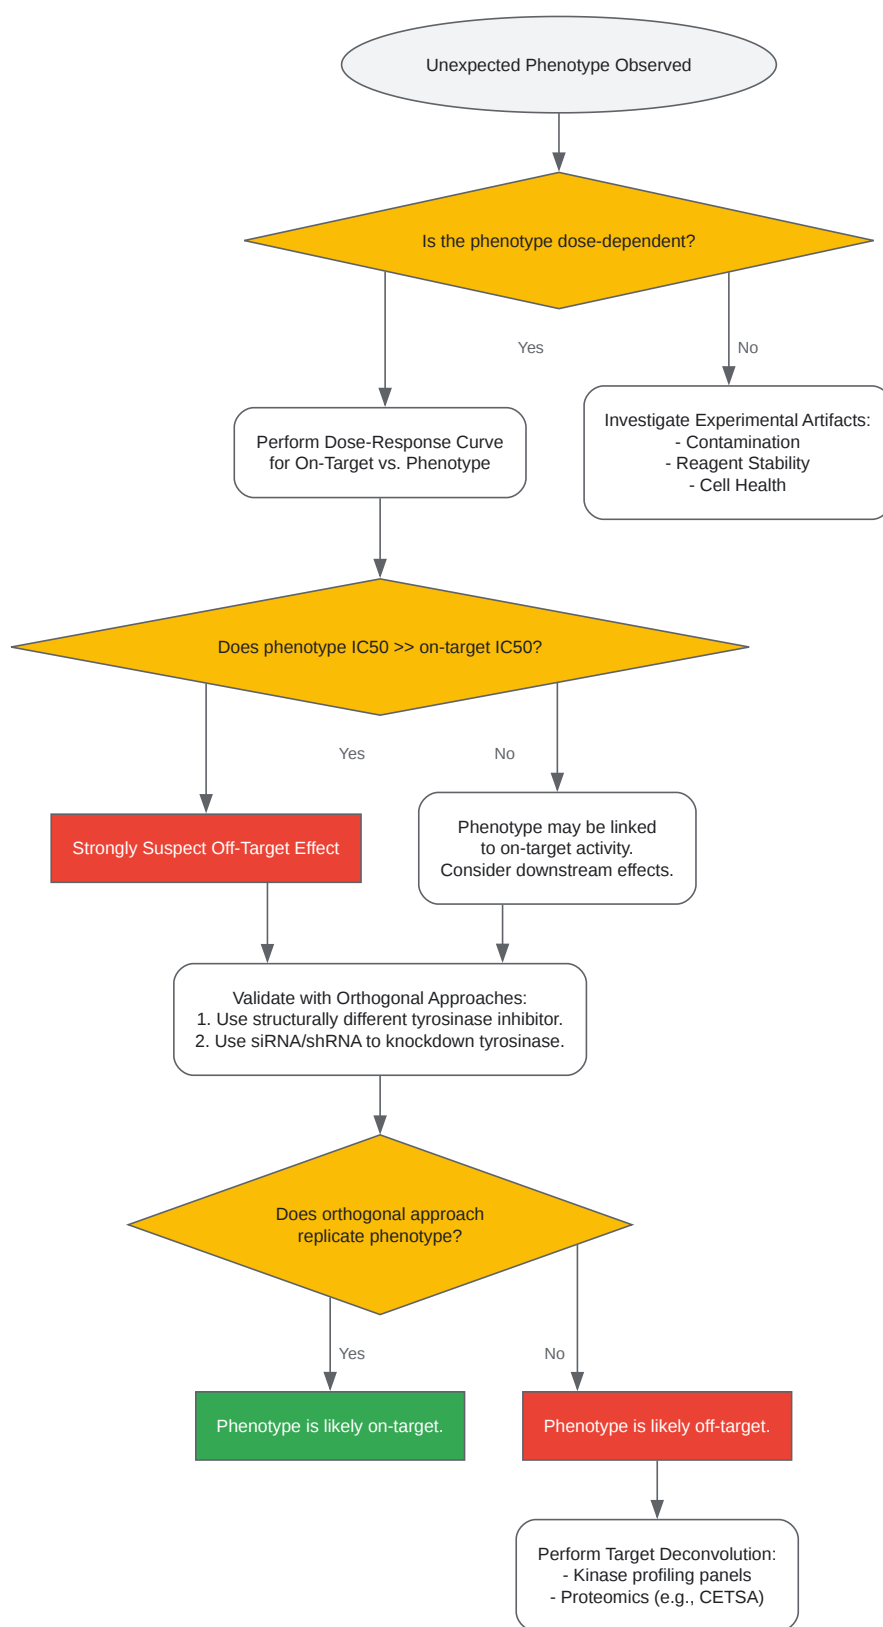 Unexpected Phenotype Observed
Is the phenotype dose-dependent?
Yes
No
Perform Dose-Response Curve
for On-Target vs. Phenotype
Investigate Experimental Artifacts:
- Contamination
- Reagent Stability
- Cell Health
Does phenotype IC50 >> on-target IC50?
Yes
No
Strongly Suspect Off-Target Effect
Phenotype may be linked
to on-target activity.
Consider downstream effects.
Validate with Orthogonal Approaches:
1. Use structurally different tyrosinase inhibitor.
2. Use siRNA/shRNA to knockdown tyrosinase.
Does orthogonal approach
replicate phenotype?
Yes
No
Phenotype is likely on-target.
Phenotype is likely off-target.
Perform Target Deconvolution:
- Kinase profiling panels
- Proteomics (e.g., CETSA)